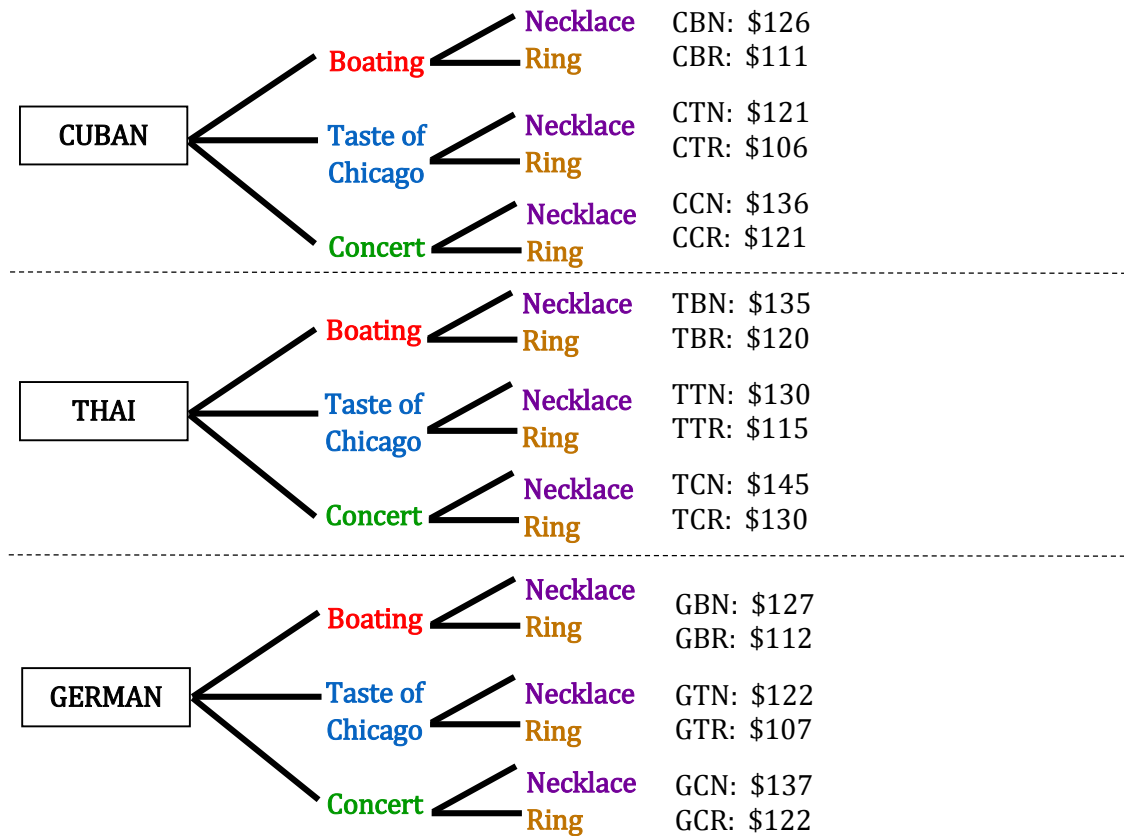 Necklace CBN: $126
Boating Ring CBR: $111
CUBAN Taste of Chicago Necklace CTN: $121
Ring CTR: $106
Necklace CCN: $136
Concert Ring CCR: $121
Necklace TBN: $135
Boating Ring TBR: $120
THAI Taste of Chicago Necklace TTN: $130
Ring TTR: $115
Necklace TCN: $145
Concert Ring TCR: $130
Necklace GBN: $127
Boating Ring GBR: $112
GERMAN Taste of Chicago Necklace GTN: $122
Ring GTR: $107
Necklace GCN: $137
Concert Ring GCR: $122